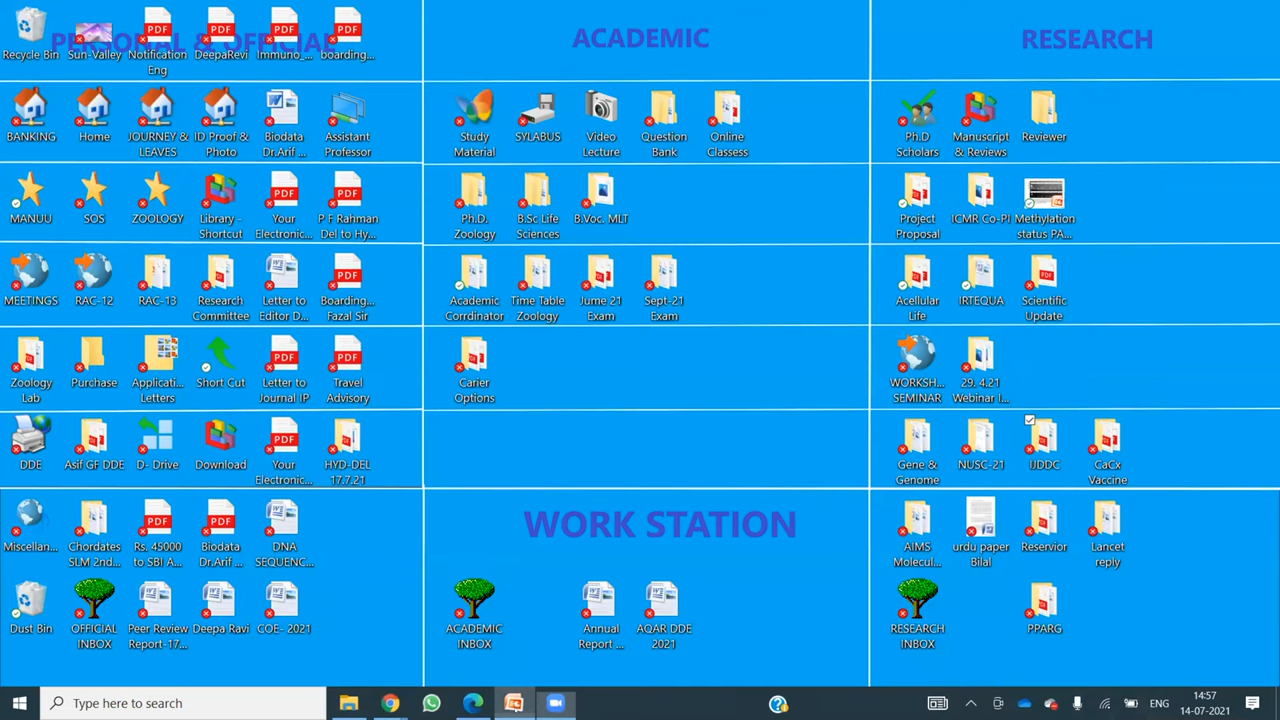 PERSONAL & OFFICIAL
ACADEMIC
RESEARCH
Recycle Bin
Sun-Valley
Notification Eng
DeepaRevi
Immuno_...
boarding...
BANKING
Home
JOURNEY & LEAVES
ID Proof & Photo
Biodata Dr.Arif ...
Assistant Professor
Study Material
SYLABUS
Video Lecture
Question Bank
Online Classess
Ph.D Scholars
Manuscript & Reviews
Reviewer
MANUU
SOS
ZOOLOGY
Library - Shortcut
Your Electronic...
P F Rahman Del to Hy...
Ph.D. Zoology
B.Sc Life Sciences
B.Voc. MLT
Project Proposal
ICMR Co-PI
Methylation status PA...
MEETINGS
RAC-12
RAC-13
Research Committee
Letter to Editor D...
Boarding... Fazal Sir
Academic Corrdinator
Time Table Zoology
Jume 21 Exam
Sept-21 Exam
Acellular Life
IRTEQUA
Scientific Update
Zoology Lab
Purchase
Applicati... Letters
Short Cut
Letter to Journal IP
Travel Advisory
Carier Options
WORKSH... SEMINAR
29. 4.21 Webinar I...
DDE
Asif GF DDE
D- Drive
Download
Your Electronic...
HYD-DEL 17.7.21
Gene & Genome
NUSC-21
IJDDC
CaCx Vaccine
WORK STATION
Miscellan...
Chordates SLM 2nd...
Rs. 45000 to SBI A...
Biodata Dr.Arif ...
DNA SEQUENC...
AIMS Molecul...
urdu paper Bilal
Reservior
Lancet reply
Dust Bin
OFFICIAL INBOX
Peer Review Report-17...
Deepa Ravi
COE- 2021
ACADEMIC INBOX
Annual Report ...
AQAR DDE 2021
RESEARCH INBOX
PPARG
Type here to search
ENG
14:57
14-07-2021